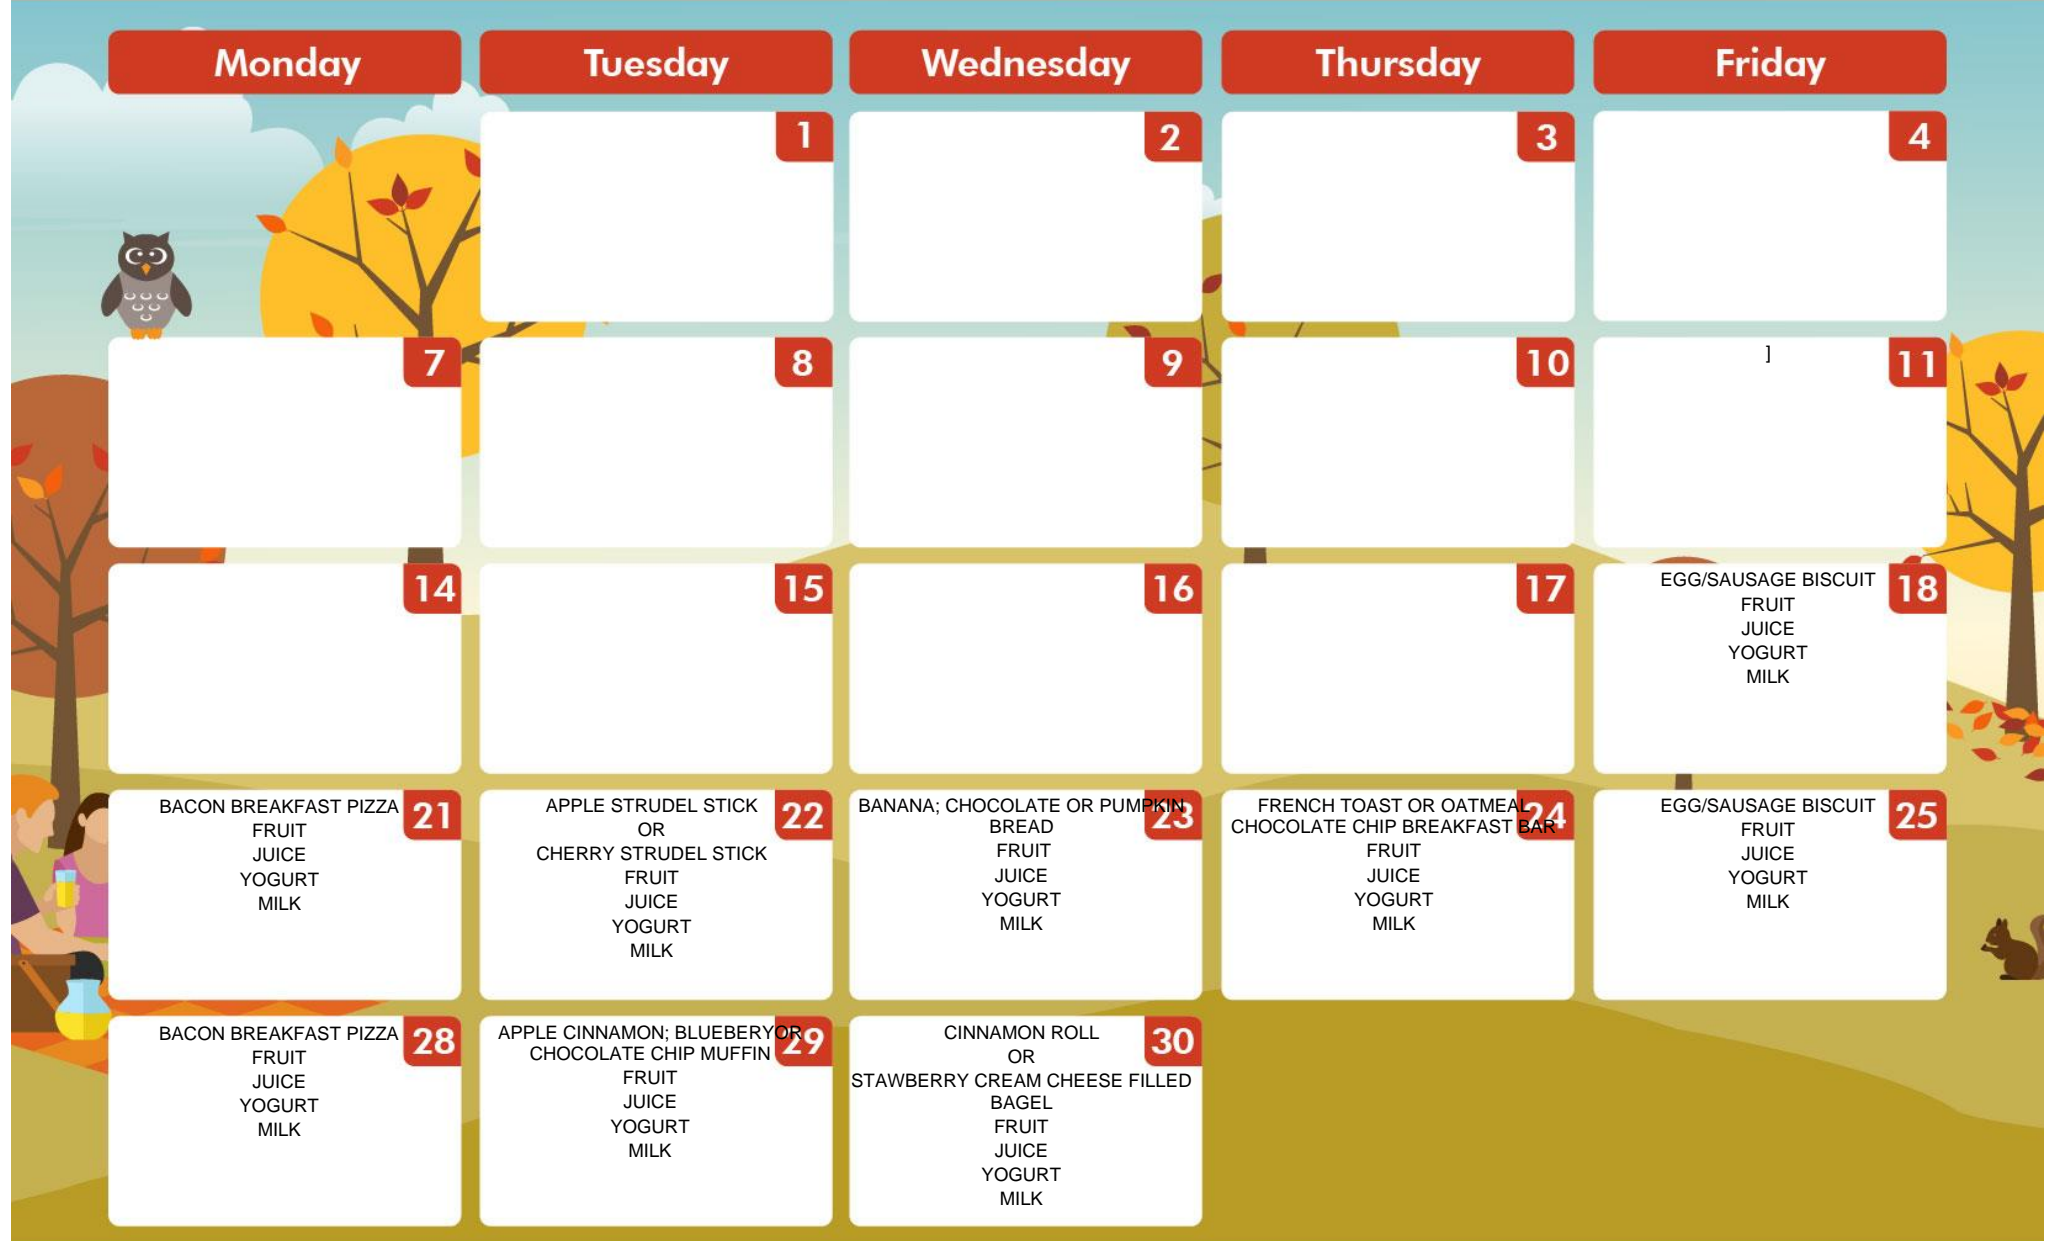 Monday
Tuesday
Wednesday
Thursday
Friday
1
2
3
4
7
8
9
10
]
11
14
15
16
17
EGG/SAUSAGE BISCUIT
18
FRUIT
JUICE
YOGURT
MILK
BACON BREAKFAST PIZZA
21
FRUIT
JUICE
YOGURT
MILK
APPLE STRUDEL STICK
22
OR
CHERRY STRUDEL STICK
FRUIT
JUICE
YOGURT
MILK
BANANA; CHOCOLATE OR PUMPKIN
23
BREAD
FRUIT
JUICE
YOGURT
MILK
FRENCH TOAST OR OATMEAL
24
CHOCOLATE CHIP BREAKFAST BAR
FRUIT
JUICE
YOGURT
MILK
EGG/SAUSAGE BISCUIT
25
FRUIT
JUICE
YOGURT
MILK
BACON BREAKFAST PIZZA
28
FRUIT
JUICE
YOGURT
MILK
APPLE CINNAMON; BLUEBERYOR
29
CHOCOLATE CHIP MUFFIN
FRUIT
JUICE
YOGURT
MILK
CINNAMON ROLL
30
OR
STAWBERRY CREAM CHEESE FILLED
BAGEL
FRUIT
JUICE
YOGURT
MILK